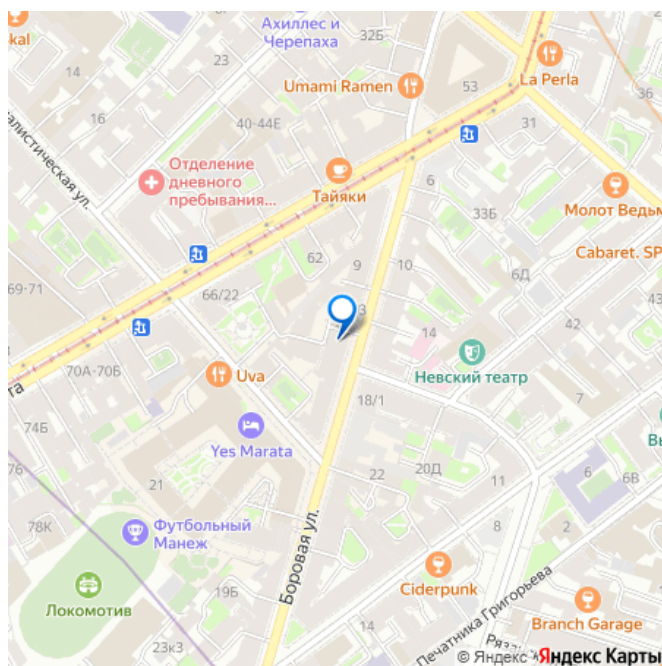 kal
Ахиллес и
Черепаха
32Б
La Perla
14
23
Umami Ramen
53
36
40-44Е
31
Отделение
дневного
пребывания...
Тайяки
6
33Б
Молот Ведьм
62
9
10
Cabaret. SP
6Д
69-71
66/22
3
42
14
70А-70Б
Uva
Невский театр
74Б
18/1
7
Yes Marata
Вы
76
21
22
20Д
11
6
6В
78К
Футбольный
Манеж
8
2
Боровая ул.
Ciderpunk
Локомотив
19Б
Печатника Григорьева
Branch Garage
23к3
14
© Яндекс Яндекс Карты